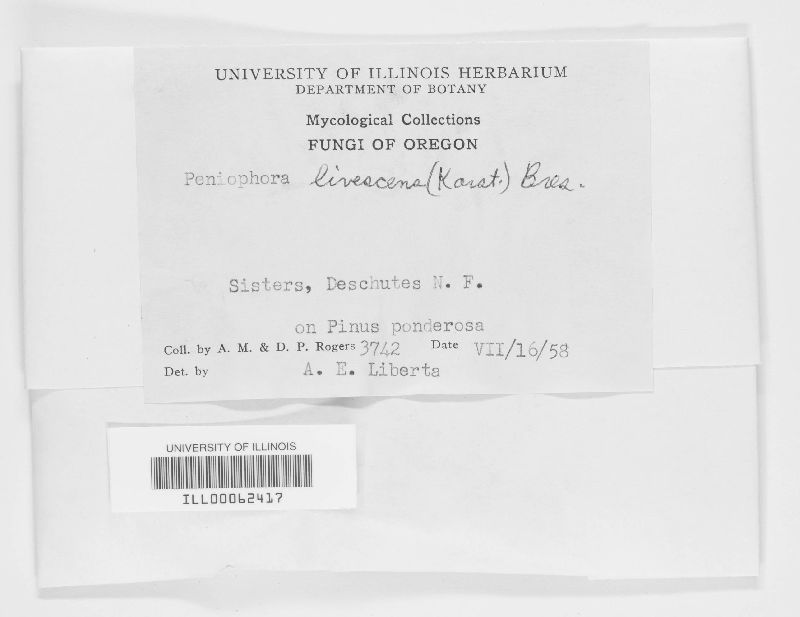 UNIVERSITY OF ILLINOIS HERBARIUM
DEPARTMENT OF BOTANY
Mycological Collections
FUNGI OF OREGON
Peniophora livescens (Karst.) Bres.
Sisters, Deschutes N. F.
on Pinus ponderosa
Coll. by A. M. & D. P. Rogers 3742 Date VII/16/58
Det. by A. E. Liberta
UNIVERSITY OF ILLINOIS
ILL00062417